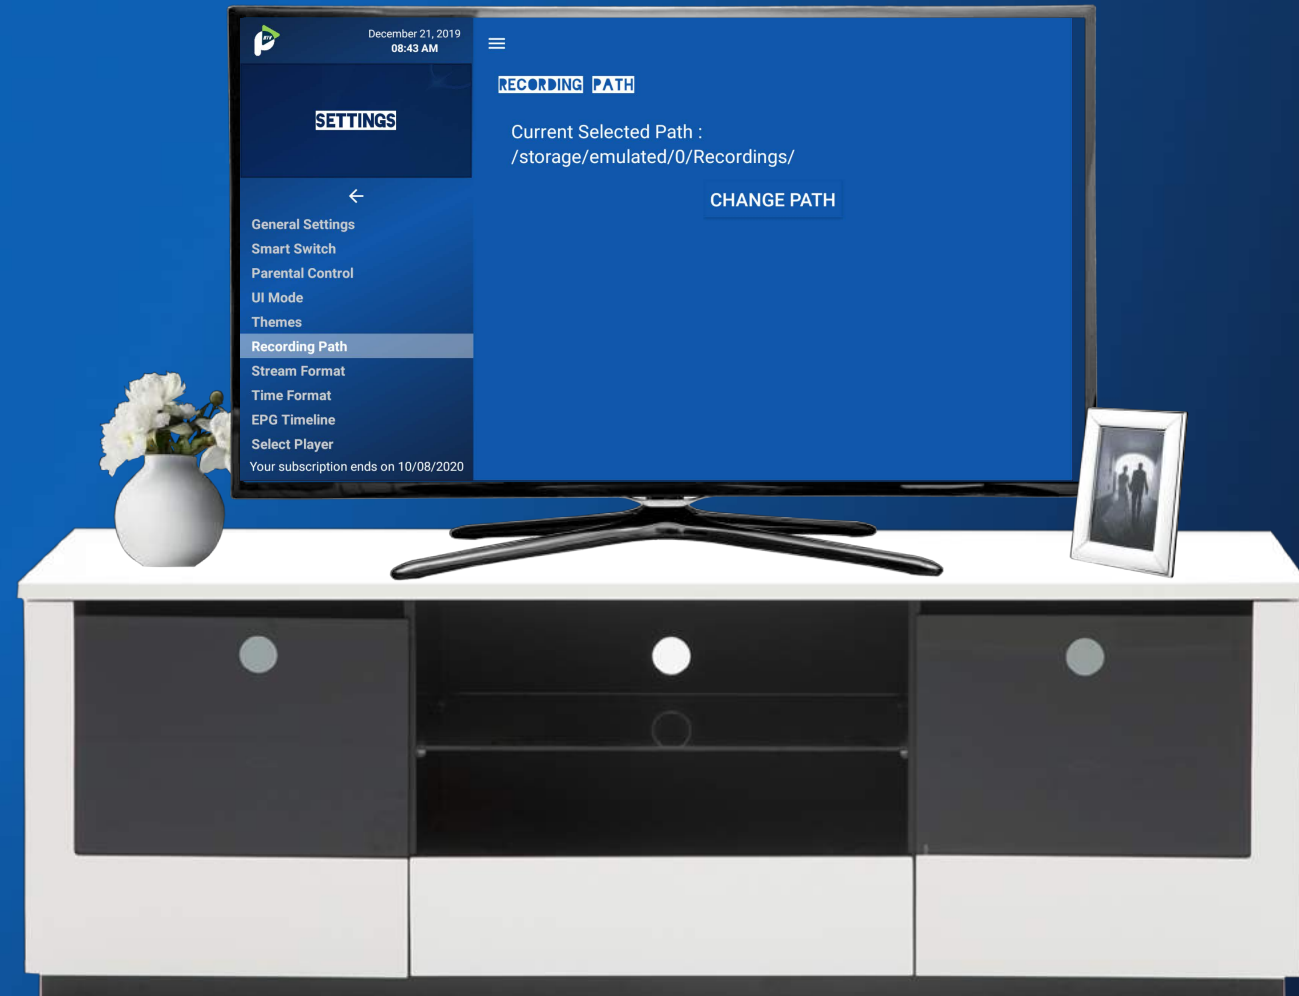 December 21, 2019
08:43 AM
SETTINGS
General Settings
Smart Switch
Parental Control
UI Mode
Themes
Recording Path
Stream Format
Time Format
EPG Timeline
Select Player
Your subscription ends on 10/08/2020
RECORDING PATH
Current Selected Path :
/storage/emulated/0/Recordings/
CHANGE PATH